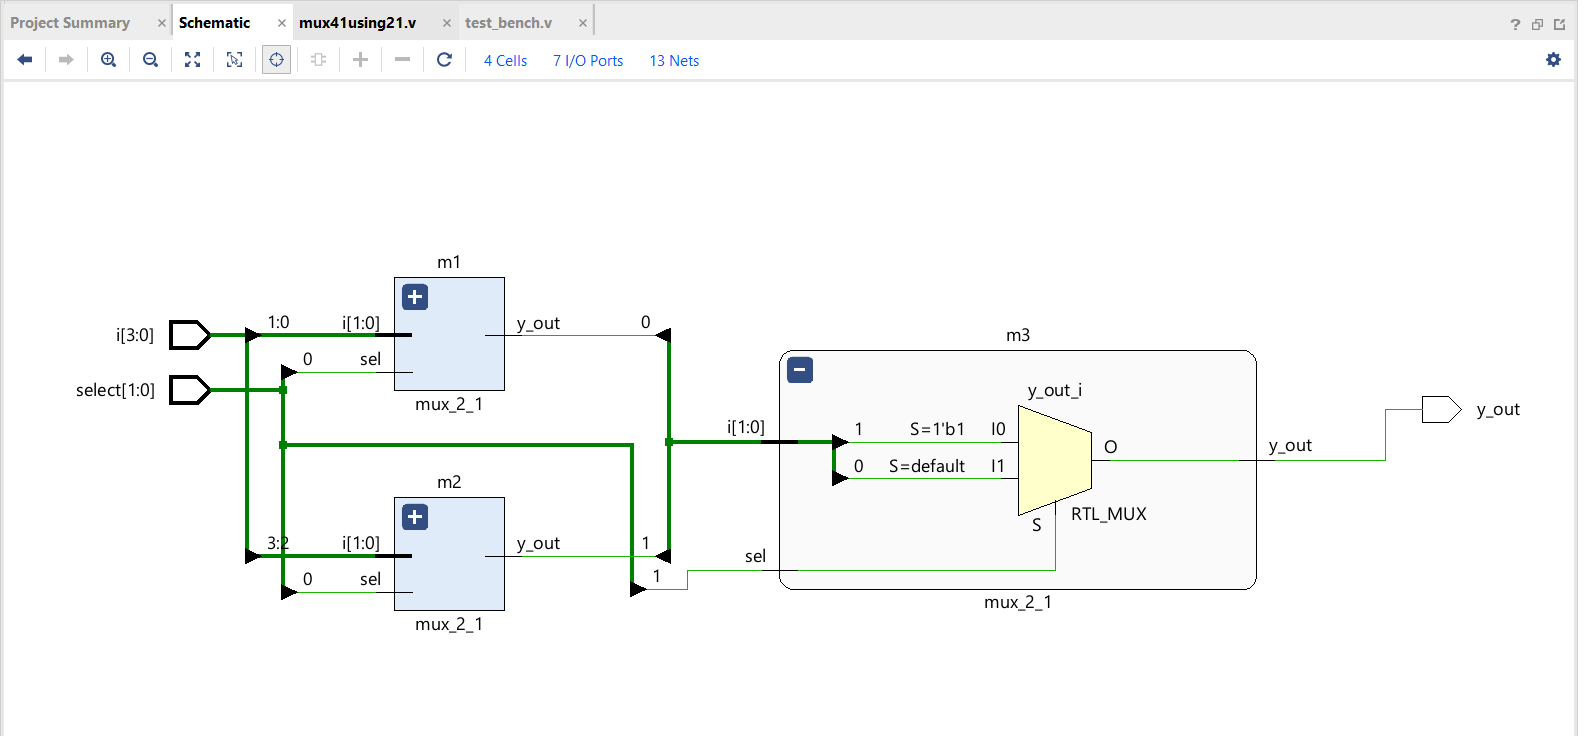 Project Summary × Schematic × mux41using21.v × test_bench.v × ?
4 Cells 7 I/O Ports 13 Nets
m1
i[3:0] 1:0 i[1:0] y_out 0
0 sel
select[1:0]
mux_2_1
m3
y_out_i
i[1:0] 1 S=1'b1 I0
0 S=default I1
O
y_out
y_out
S RTL_MUX
sel
mux_2_1
m2
3:2 i[1:0] y_out 1
0 sel 1
mux_2_1